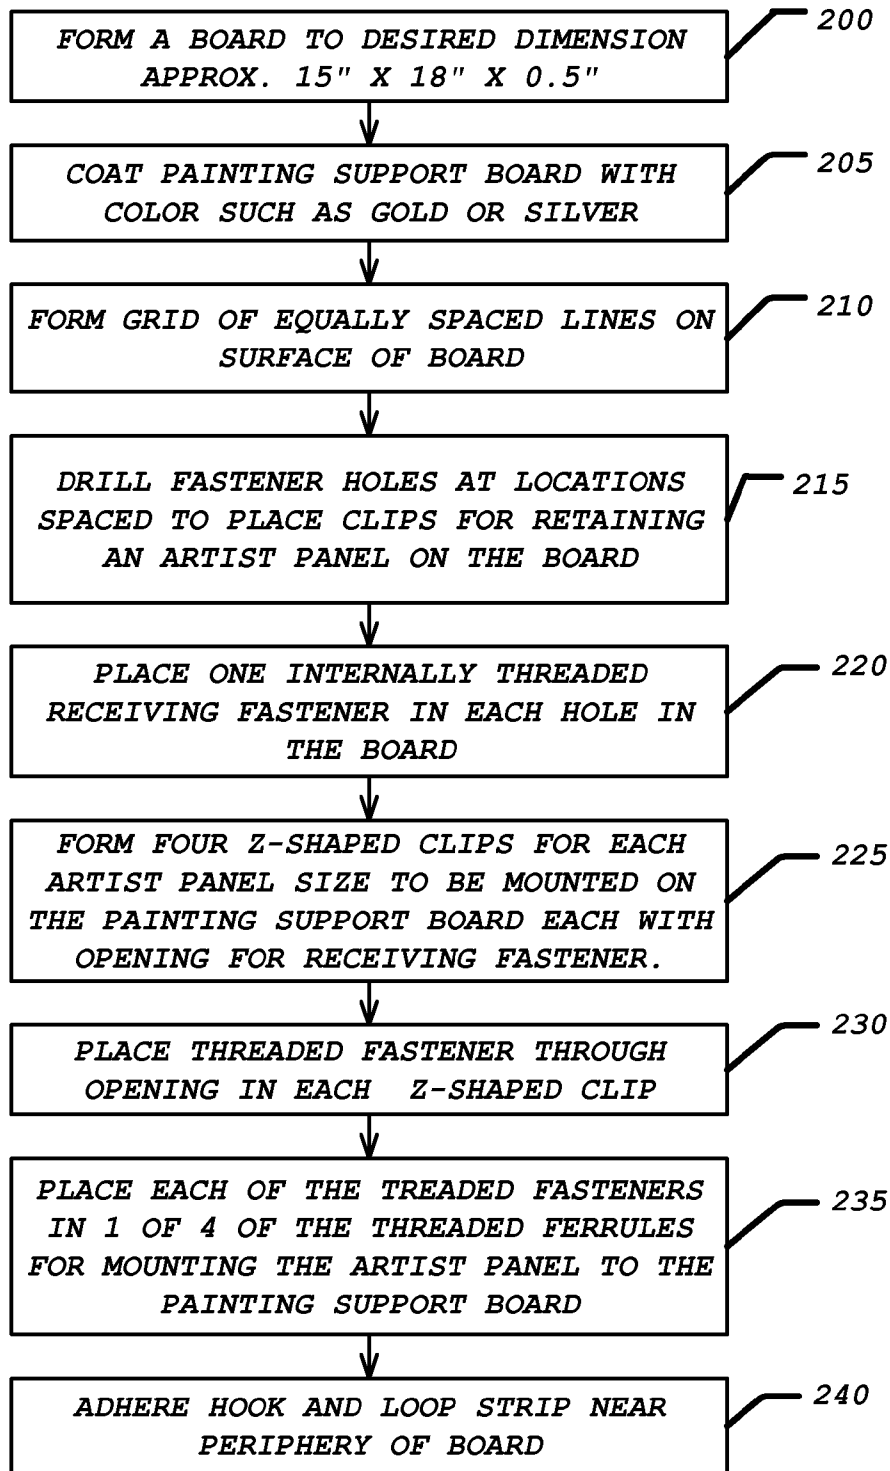 FORM A BOARD TO DESIRED DIMENSION
APPROX. 15" X 18" X 0.5"
200
COAT PAINTING SUPPORT BOARD WITH
COLOR SUCH AS GOLD OR SILVER
205
FORM GRID OF EQUALLY SPACED LINES ON
SURFACE OF BOARD
210
DRILL FASTENER HOLES AT LOCATIONS
SPACED TO PLACE CLIPS FOR RETAINING
AN ARTIST PANEL ON THE BOARD
215
PLACE ONE INTERNALLY THREADED
RECEIVING FASTENER IN EACH HOLE IN
THE BOARD
220
FORM FOUR Z-SHAPED CLIPS FOR EACH
ARTIST PANEL SIZE TO BE MOUNTED ON
THE PAINTING SUPPORT BOARD EACH WITH
OPENING FOR RECEIVING FASTENER.
225
PLACE THREADED FASTENER THROUGH
OPENING IN EACH Z-SHAPED CLIP
230
PLACE EACH OF THE TREADED FASTENERS
IN 1 OF 4 OF THE THREADED FERRULES
FOR MOUNTING THE ARTIST PANEL TO THE
PAINTING SUPPORT BOARD
235
ADHERE HOOK AND LOOP STRIP NEAR
PERIPHERY OF BOARD
240